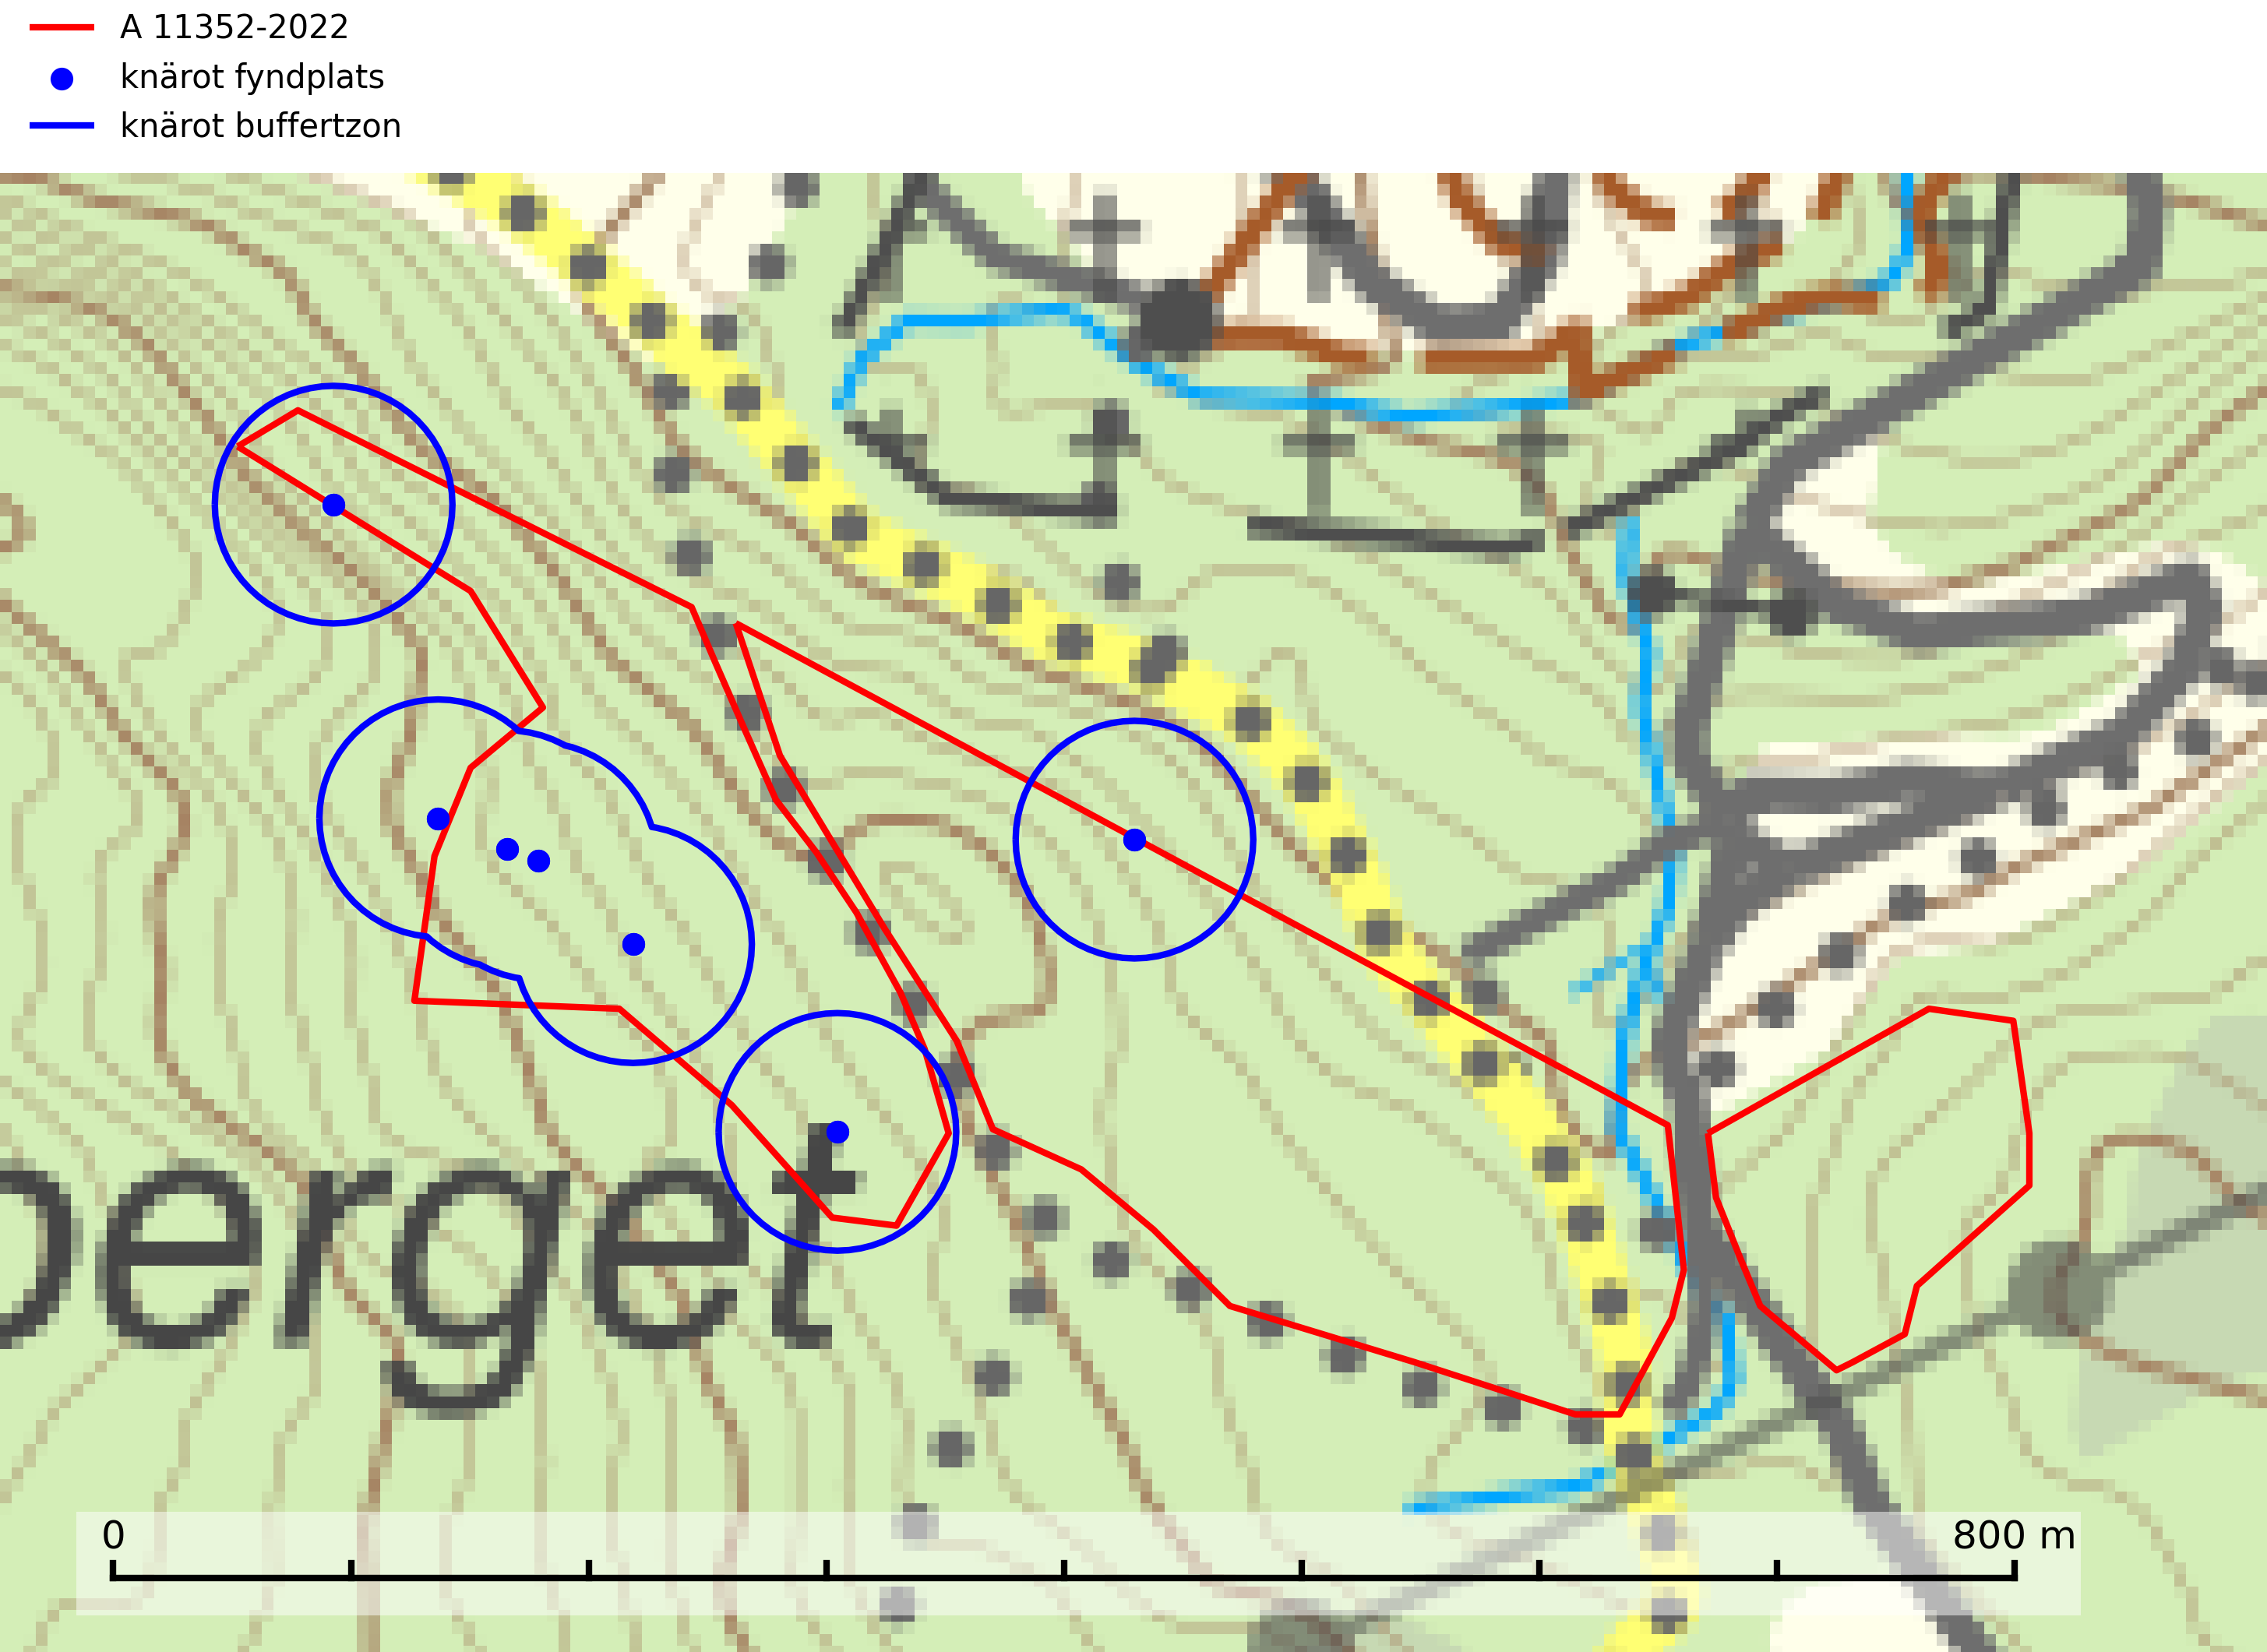 A 11352-2022
knärot fyndplats
knärot buffertzon
berget
0 800 m